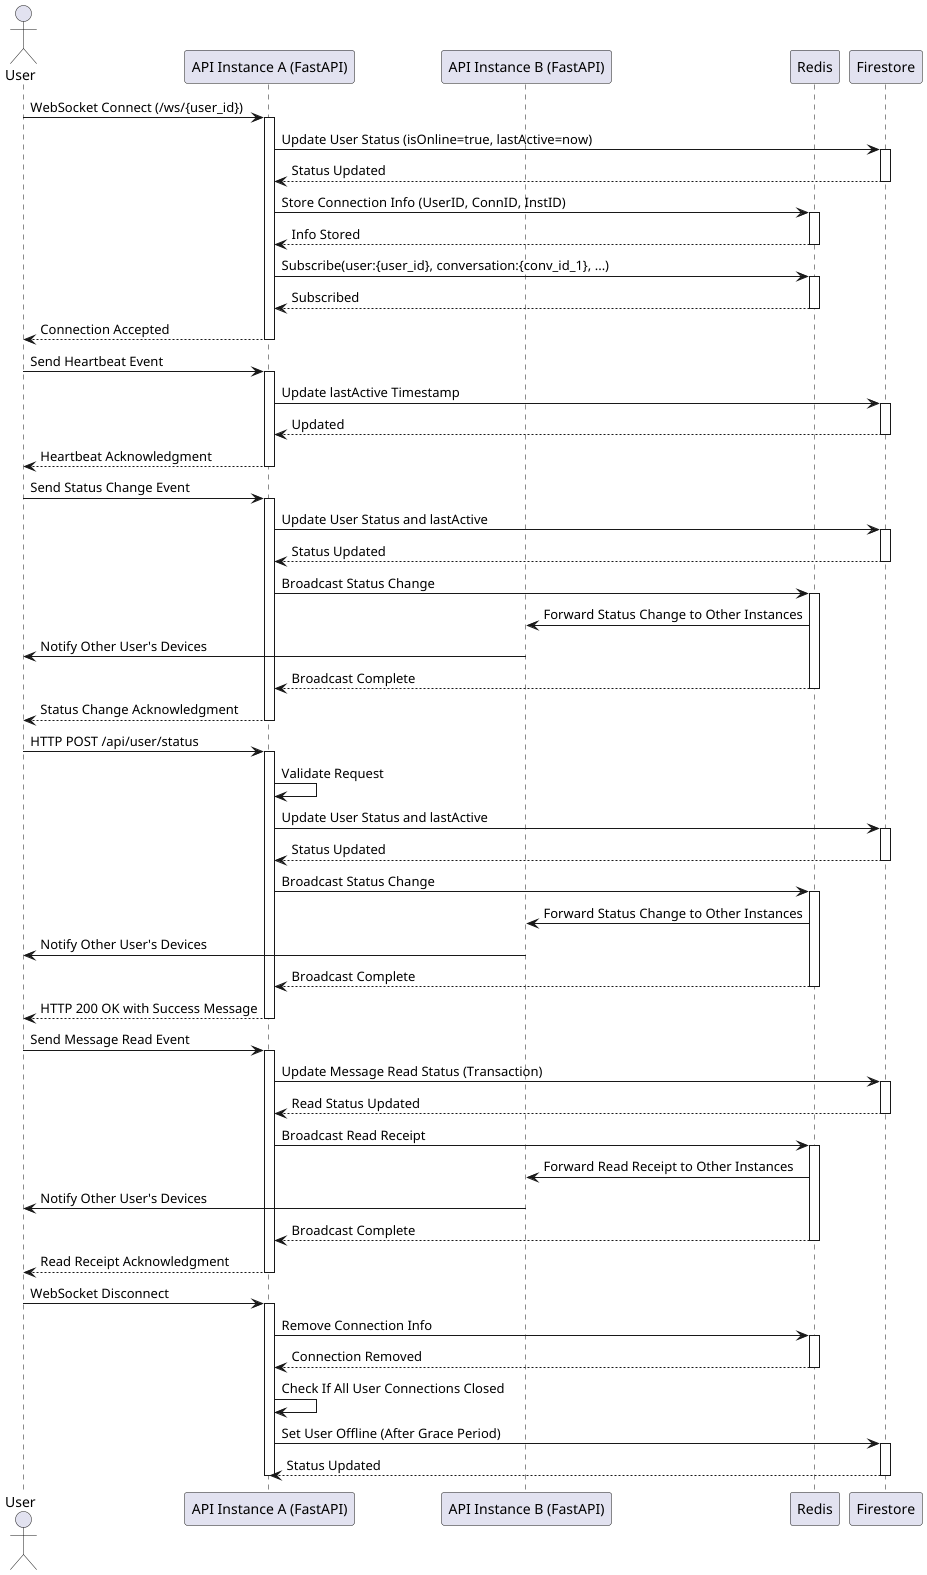 User
API Instance A (FastAPI)
API Instance B (FastAPI)
Redis
Firestore
WebSocket Connect (/ws/{user_id})
Update User Status (isOnline=true, lastActive=now)
Status Updated
Store Connection Info (UserID, ConnID, InstID)
Info Stored
Subscribe(user:{user_id}, conversation:{conv_id_1}, ...)
Subscribed
Connection Accepted
Send Heartbeat Event
Update lastActive Timestamp
Updated
Heartbeat Acknowledgment
Send Status Change Event
Update User Status and lastActive
Status Updated
Broadcast Status Change
Forward Status Change to Other Instances
Notify Other User's Devices
Broadcast Complete
Status Change Acknowledgment
HTTP POST /api/user/status
Validate Request
Update User Status and lastActive
Status Updated
Broadcast Status Change
Forward Status Change to Other Instances
Notify Other User's Devices
Broadcast Complete
HTTP 200 OK with Success Message
Send Message Read Event
Update Message Read Status (Transaction)
Read Status Updated
Broadcast Read Receipt
Forward Read Receipt to Other Instances
Notify Other User's Devices
Broadcast Complete
Read Receipt Acknowledgment
WebSocket Disconnect
Remove Connection Info
Connection Removed
Check If All User Connections Closed
Set User Offline (After Grace Period)
Status Updated
User
API Instance A (FastAPI)
API Instance B (FastAPI)
Redis
Firestore